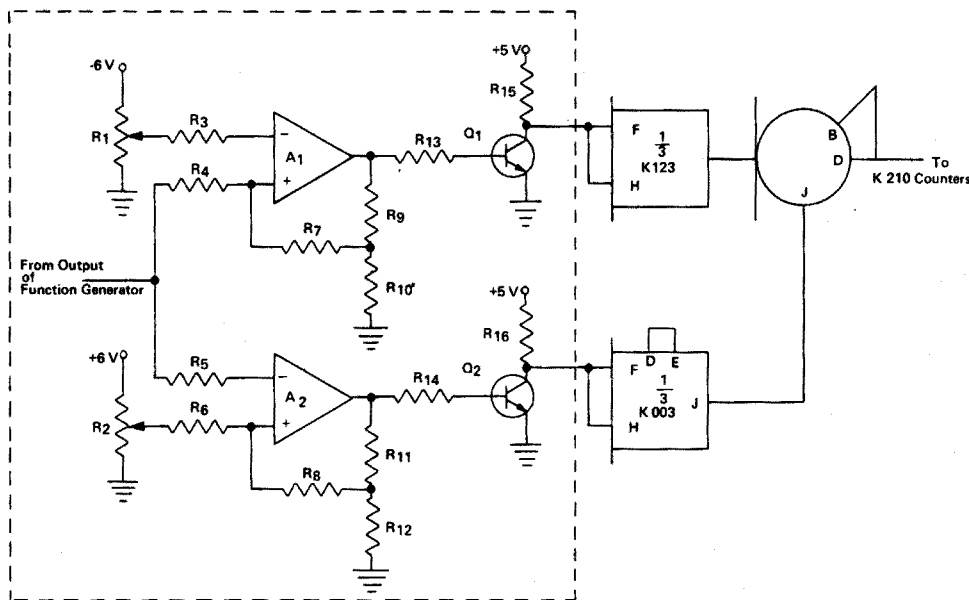 -6 V
R1
R3
R4
A1
R7
R9
R10
R13
Q1
+5 V
R15
F
H
1
3
K123
B
D
J
To
K 210 Counters
From Output
of
Function Generator
+6 V
R2
R5
R6
A2
R8
R11
R12
R14
Q2
+5 V
R16
D E
F
H
1
3
K 003
J